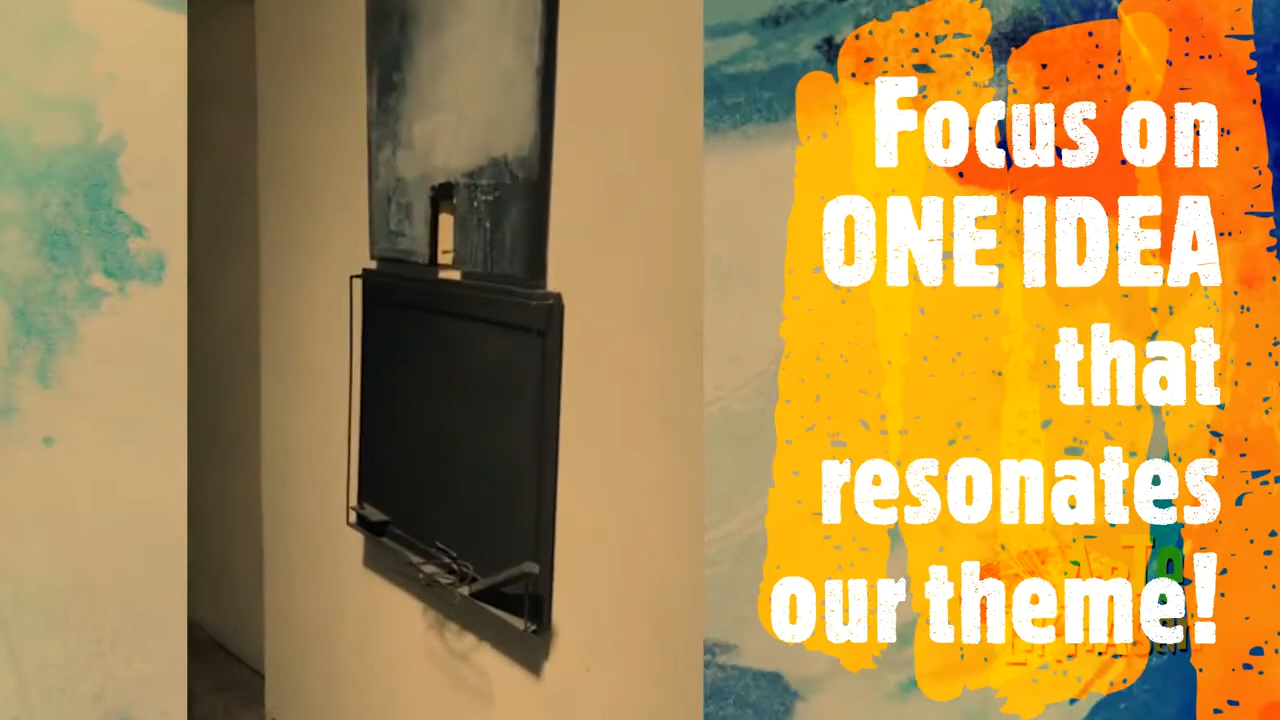 Focus on
ONE IDEA
that
resonates
our theme!